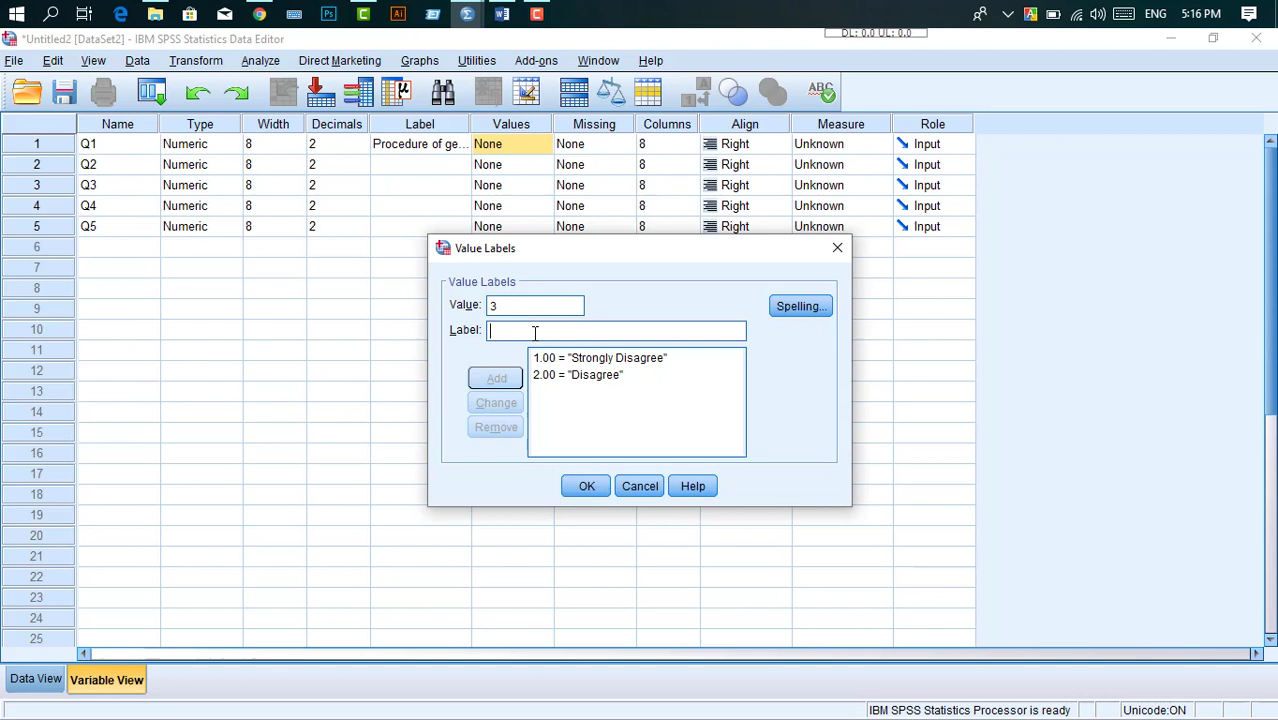 ENG 5:16 PM
*Untitled2 [DataSet2] - IBM SPSS Statistics Data Editor
DL: 0.0 UL: 0.0
File Edit View Data Transform Analyze Direct Marketing Graphs Utilities Add-ons Window Help
Name Type Width Decimals Label Values Missing Columns Align Measure Role
1 Q1 Numeric 8 2 Procedure of ge... None None 8 Right Unknown Input
2 Q2 Numeric 8 2 None None 8 Right Unknown Input
3 Q3 Numeric 8 2 None None 8 Right Unknown Input
4 Q4 Numeric 8 2 None None 8 Right Unknown Input
5 Q5 Numeric 8 2 None None 8 Right Unknown Input
6
7
8
9
10
11
12
13
14
15
16
17
18
19
20
21
22
23
24
25
Value Labels
Value Labels
Value: 3
Spelling...
Label:
1.00 = "Strongly Disagree"
2.00 = "Disagree"
Add
Change
Remove
OK Cancel Help
Data View Variable View
IBM SPSS Statistics Processor is ready Unicode:ON